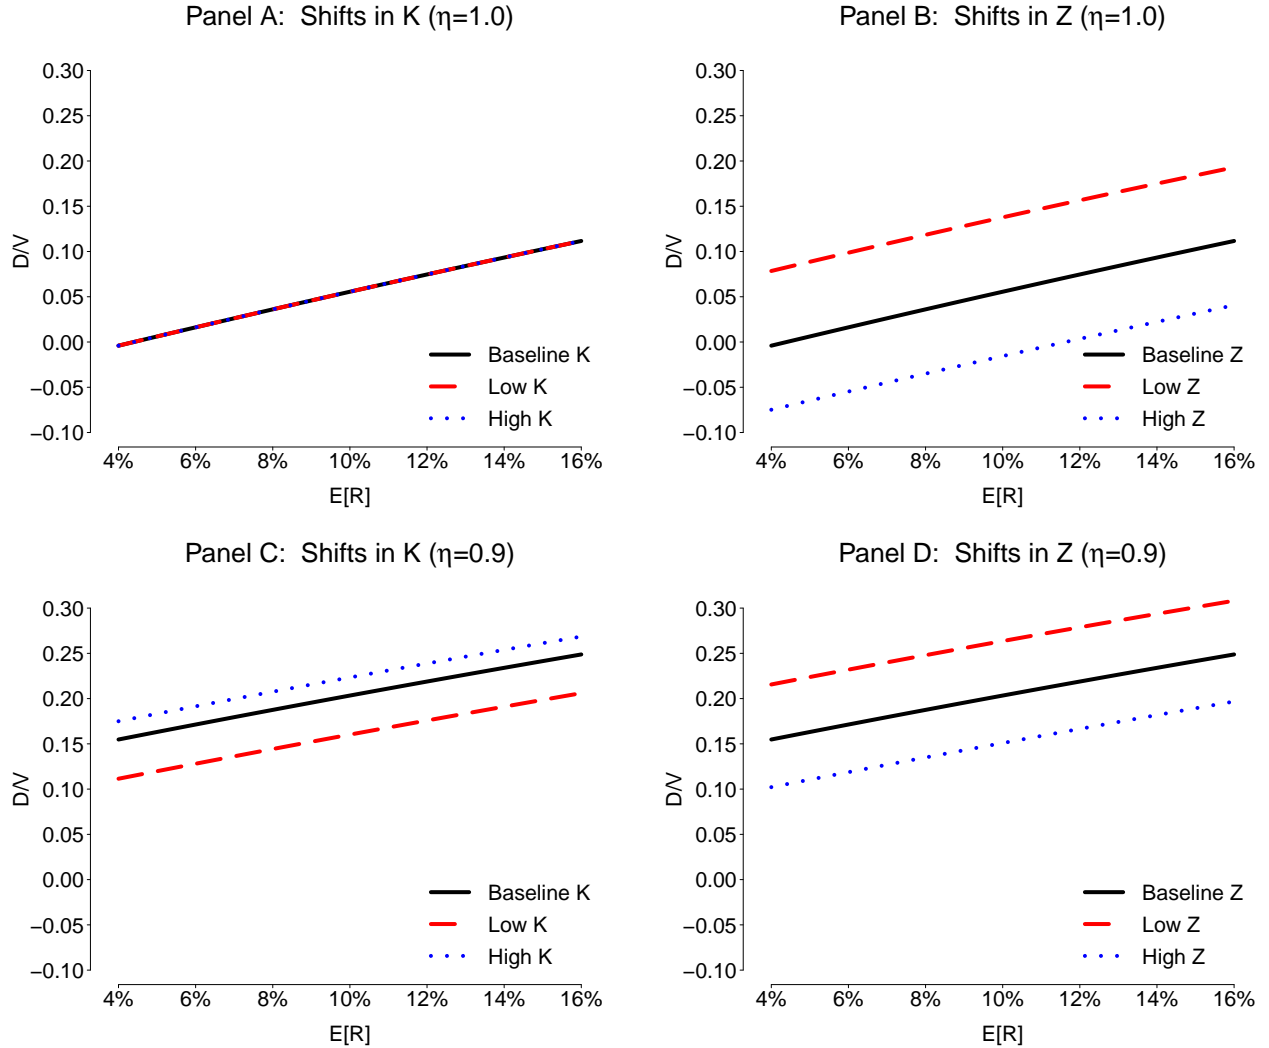 Panel A:  Shifts in K (η=1.0)
D/V
0.30
0.25
0.20
0.15
0.10
0.05
0.00
−0.05
−0.10
Baseline K
Low K
High K
4% 6% 8% 10% 12% 14% 16%
E[R]
Panel B:  Shifts in Z (η=1.0)
D/V
0.30
0.25
0.20
0.15
0.10
0.05
0.00
−0.05
−0.10
Baseline Z
Low Z
High Z
4% 6% 8% 10% 12% 14% 16%
E[R]
Panel C:  Shifts in K (η=0.9)
D/V
0.30
0.25
0.20
0.15
0.10
0.05
0.00
−0.05
−0.10
Baseline K
Low K
High K
4% 6% 8% 10% 12% 14% 16%
E[R]
Panel D:  Shifts in Z (η=0.9)
D/V
0.30
0.25
0.20
0.15
0.10
0.05
0.00
−0.05
−0.10
Baseline Z
Low Z
High Z
4% 6% 8% 10% 12% 14% 16%
E[R]